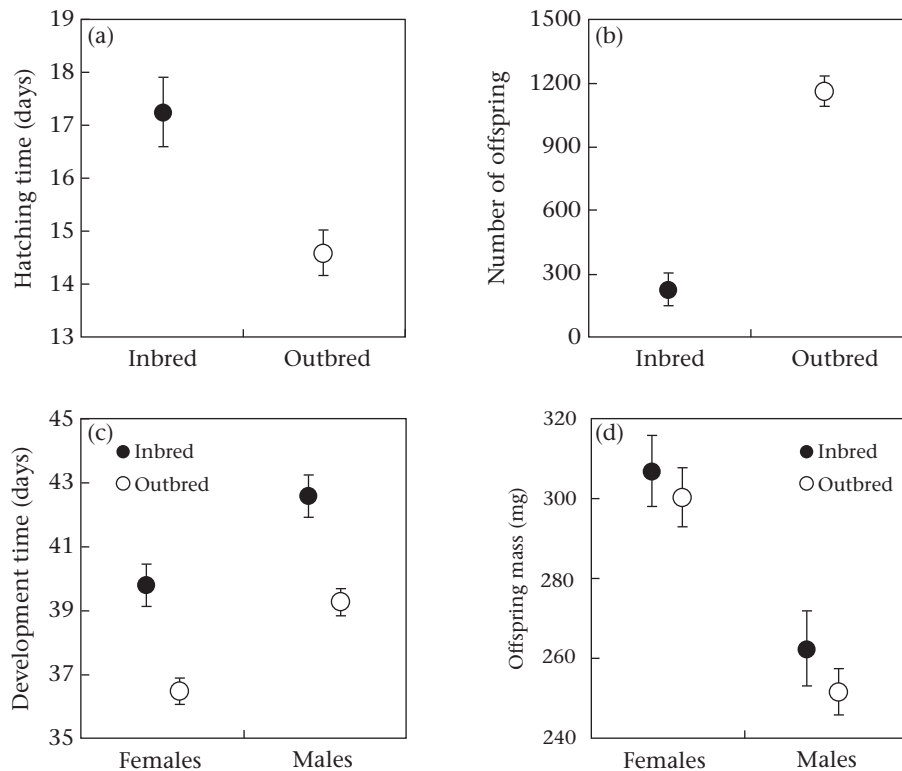 (a)
Hatching time (days)
19
18
17
16
15
14
13
Inbred
Outbred
(b)
Number of offspring
1500
1200
900
600
300
0
Inbred
Outbred
(c)
Development time (days)
45
43
41
39
37
35
Inbred
Outbred
Females
Males
(d)
Offspring mass (mg)
320
300
280
260
240
Inbred
Outbred
Females
Males